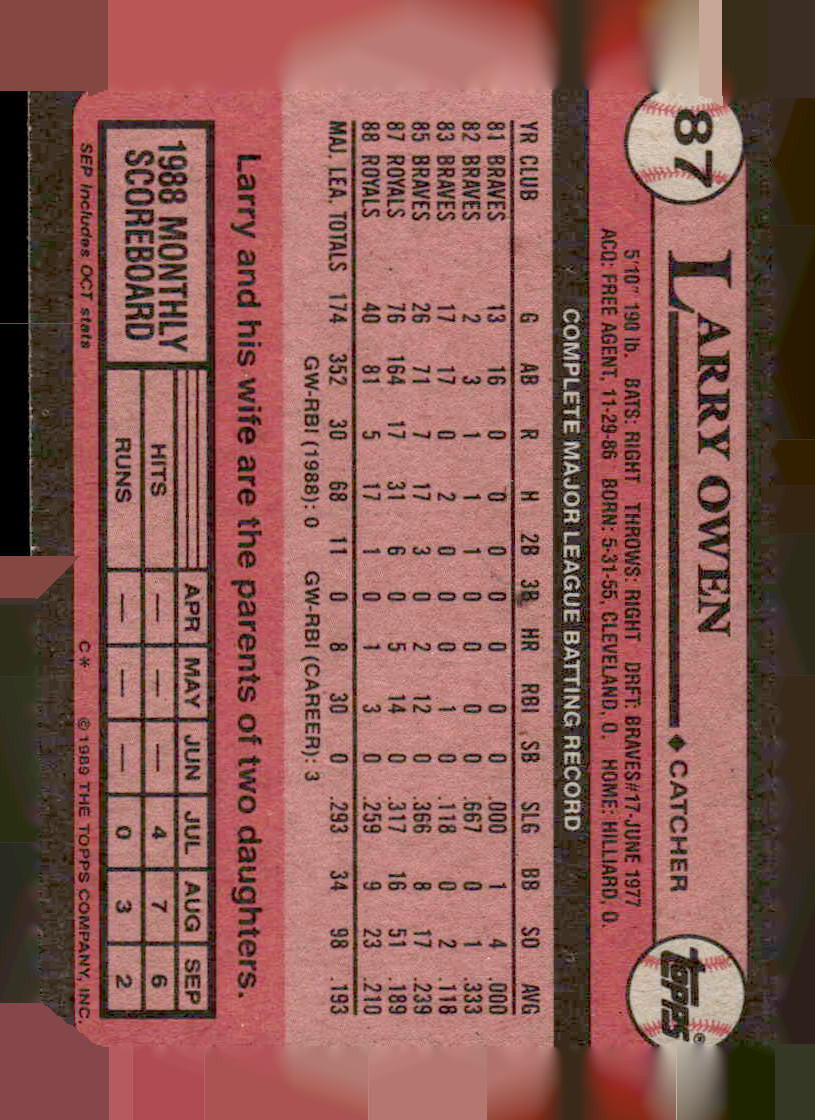 87
LARRY OWEN ◆ CATCHER
topps®
5'10" 190 lb. BATS: RIGHT THROWS: RIGHT DRFT: BRAVES#17-JUNE 1977
ACQ: FREE AGENT, 11-29-86 BORN: 5-31-55, CLEVELAND, O. HOME: HILLIARD, O.
COMPLETE MAJOR LEAGUE BATTING RECORD
YR CLUB G AB R H 2B 3B HR RBI SB SLG BB SO AVG
81 BRAVES 13 16 0 0 0 0 0 0 0 .000 1 4 .000
82 BRAVES 2 3 1 1 1 0 0 0 0 .667 0 1 .333
83 BRAVES 17 17 0 2 0 0 0 1 0 .118 0 2 .118
85 BRAVES 26 71 7 17 3 0 2 12 0 .366 8 17 .239
87 ROYALS 76 164 17 31 6 0 5 14 0 .317 16 51 .189
88 ROYALS 40 81 5 17 1 0 1 3 0 .259 9 23 .210
MAJ. LEA. TOTALS 174 352 30 68 11 0 8 30 0 .293 34 98 .193
GW-RBI (1988): 0 GW-RBI (CAREER): 3
Larry and his wife are the parents of two daughters.
1988 MONTHLY
SCOREBOARD
APR MAY JUN JUL AUG SEP
HITS — — — 4 7 6
RUNS — — — 0 3 2
SEP includes OCT stats C* © 1989 THE TOPPS COMPANY, INC.